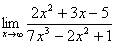 lim x→∞ (2x² + 3x − 5)/(7x³ − 2x² + 1)